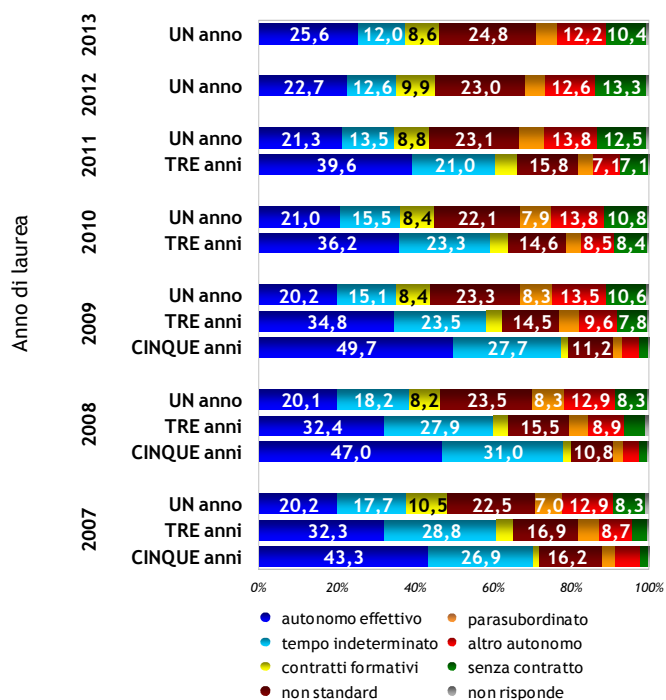 2013
UN anno 25,6 12,0 8,6 24,8 12,2 10,4
2012
UN anno 22,7 12,6 9,9 23,0 12,6 13,3
2011
UN anno 21,3 13,5 8,8 23,1 13,8 12,5
TRE anni 39,6 21,0 15,8 7,1 7,1
2010
UN anno 21,0 15,5 8,4 22,1 7,9 13,8 10,8
TRE anni 36,2 23,3 14,6 8,5 8,4
Anno di laurea
2009
UN anno 20,2 15,1 8,4 23,3 8,3 13,5 10,6
TRE anni 34,8 23,5 14,5 9,6 7,8
CINQUE anni 49,7 27,7 11,2
2008
UN anno 20,1 18,2 8,2 23,5 8,3 12,9 8,3
TRE anni 32,4 27,9 15,5 8,9
CINQUE anni 47,0 31,0 10,8
2007
UN anno 20,2 17,7 10,5 22,5 7,0 12,9 8,3
TRE anni 32,3 28,8 16,9 8,7
CINQUE anni 43,3 26,9 16,2
0% 20% 40% 60% 80% 100%
autonomo effettivo parasubordinato
tempo indeterminato altro autonomo
contratti formativi senza contratto
non standard non risponde